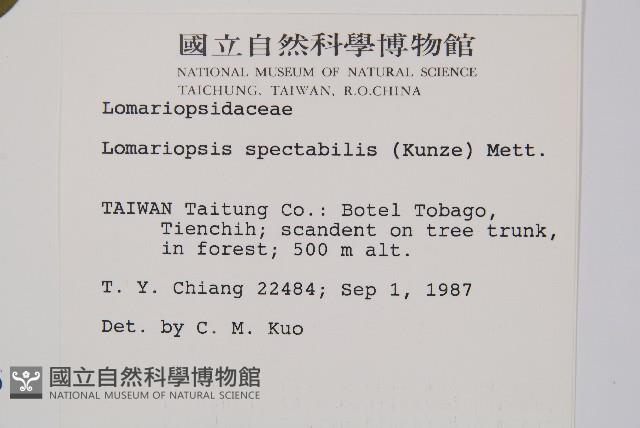 國立自然科學博物館
NATIONAL MUSEUM OF NATURAL SCIENCE
TAICHUNG, TAIWAN, R.O.CHINA
Lomariopsidaceae
Lomariopsis spectabilis (Kunze) Mett.
TAIWAN Taitung Co.: Botel Tobago,
Tienchih; scandent on tree trunk,
in forest; 500 m alt.
T. Y. Chiang 22484; Sep 1, 1987
Det. by C. M. Kuo
國立自然科學博物館
NATIONAL MUSEUM OF NATURAL SCIENCE